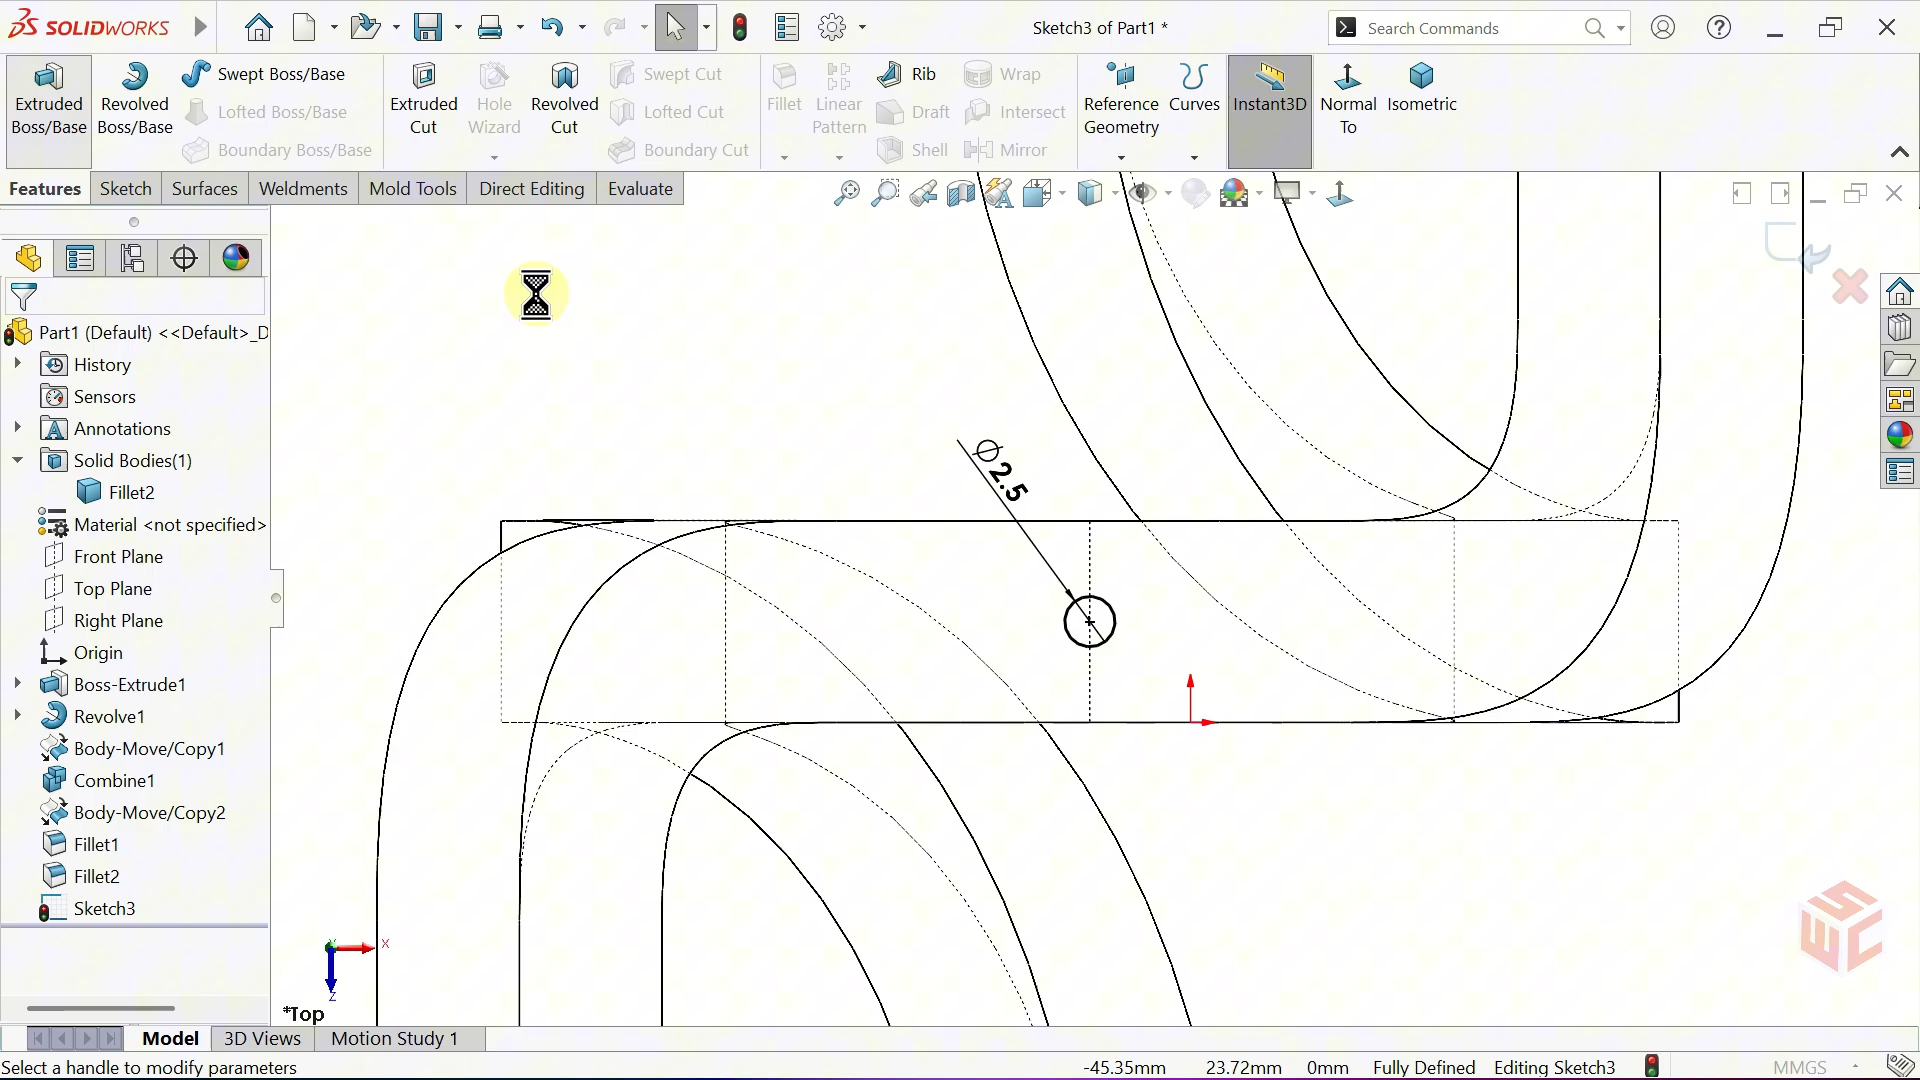 SOLIDWORKS
Sketch3 of Part1 *
Search Commands
Extruded Boss/Base
Revolved Boss/Base
Swept Boss/Base
Lofted Boss/Base
Boundary Boss/Base
Extruded Cut
Hole Wizard
Revolved Cut
Swept Cut
Lofted Cut
Boundary Cut
Fillet
Linear Pattern
Rib
Draft
Shell
Wrap
Intersect
Mirror
Reference Geometry
Curves
Instant3D
Normal To
Isometric
Features
Sketch
Surfaces
Weldments
Mold Tools
Direct Editing
Evaluate
Part1 (Default) <<Default>_D
History
Sensors
Annotations
Solid Bodies(1)
Fillet2
Material <not specified>
Front Plane
Top Plane
Right Plane
Origin
Boss-Extrude1
Revolve1
Body-Move/Copy1
Combine1
Body-Move/Copy2
Fillet1
Fillet2
Sketch3
∅2.5
X
Z
*Top
Model
3D Views
Motion Study 1
Select a handle to modify parameters
-45.35mm
23.72mm
0mm
Fully Defined
Editing Sketch3
MMGS